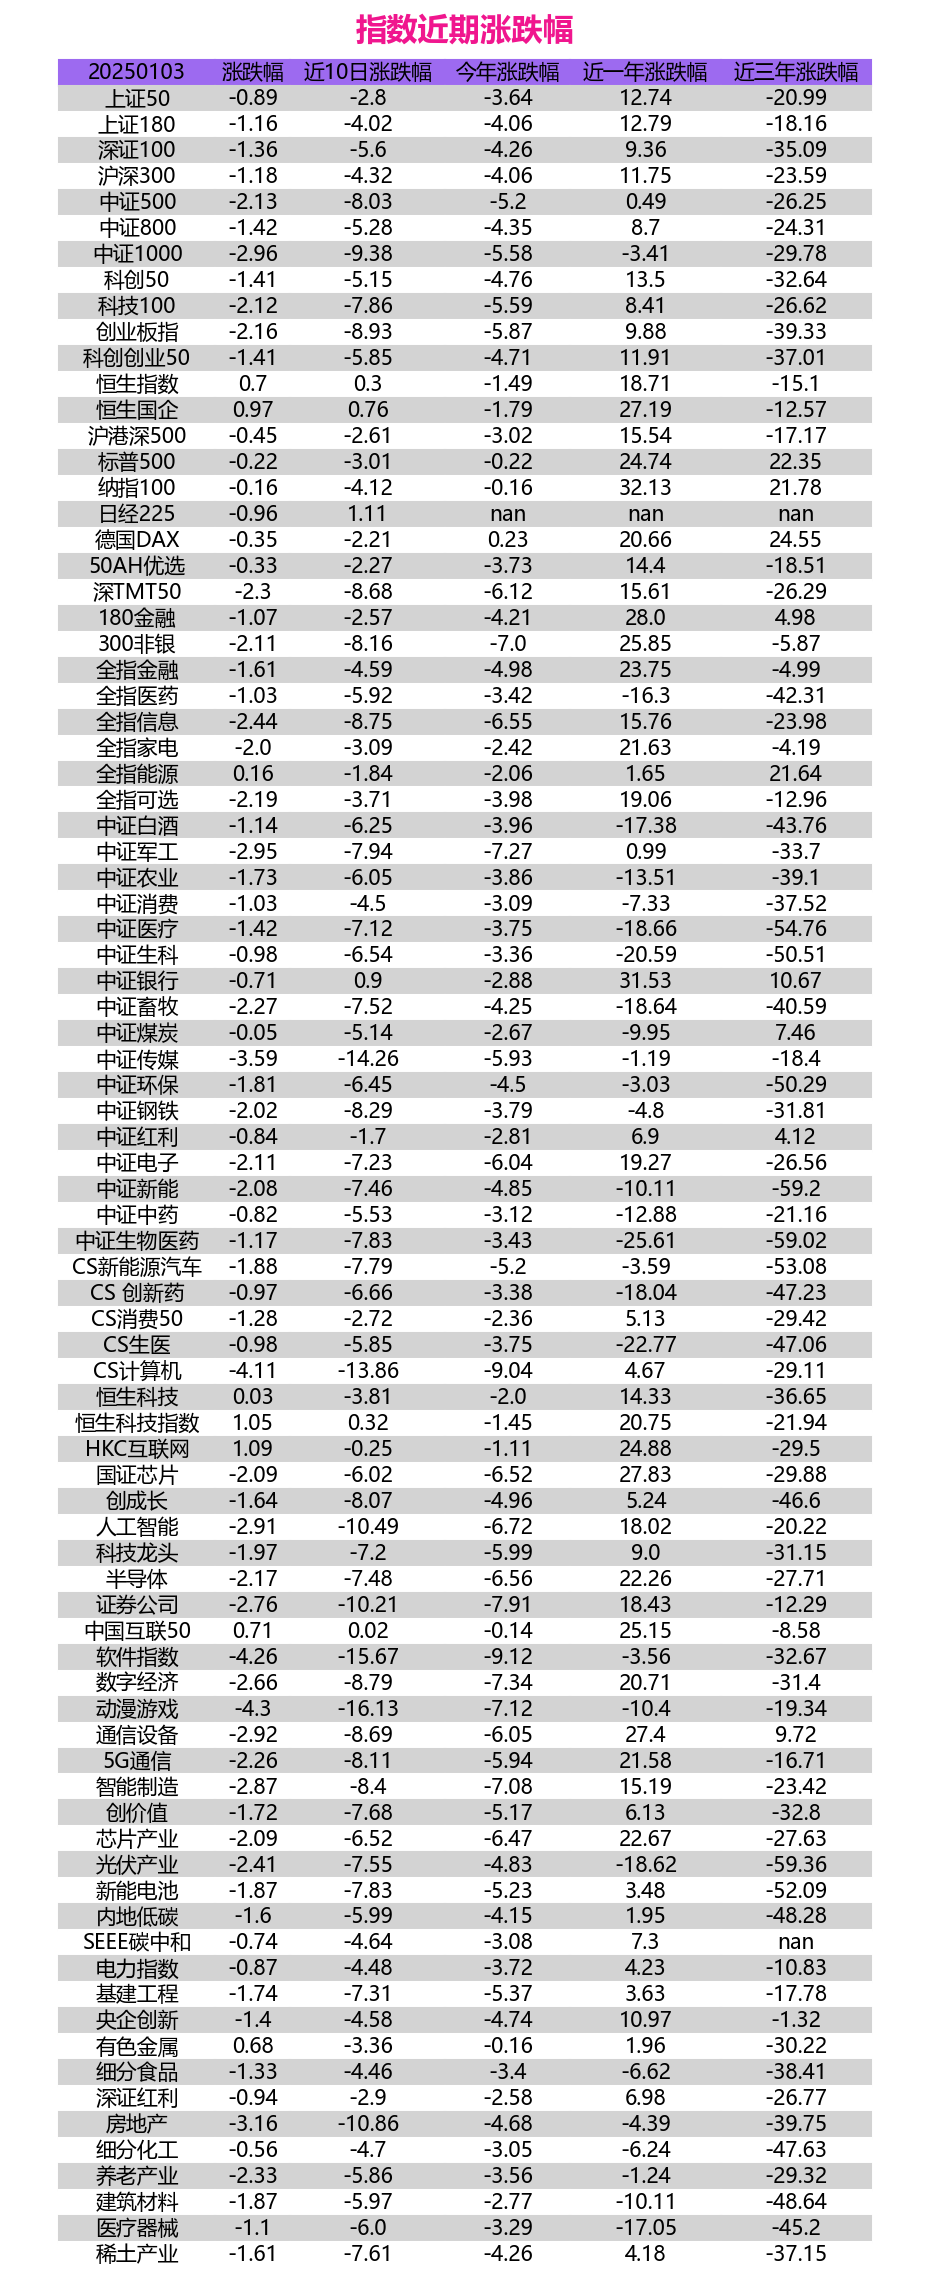 指数近期涨跌幅
20250103 涨跌幅 近10日涨跌幅 今年涨跌幅 近一年涨跌幅 近三年涨跌幅
上证50 -0.89 -2.8 -3.64 12.74 -20.99
上证180 -1.16 -4.02 -4.06 12.79 -18.16
深证100 -1.36 -5.6 -4.26 9.36 -35.09
沪深300 -1.18 -4.32 -4.06 11.75 -23.59
中证500 -2.13 -8.03 -5.2 0.49 -26.25
中证800 -1.42 -5.28 -4.35 8.7 -24.31
中证1000 -2.96 -9.38 -5.58 -3.41 -29.78
科创50 -1.41 -5.15 -4.76 13.5 -32.64
科技100 -2.12 -7.86 -5.59 8.41 -26.62
创业板指 -2.16 -8.93 -5.87 9.88 -39.33
科创创业50 -1.41 -5.85 -4.71 11.91 -37.01
恒生指数 0.7 0.3 -1.49 18.71 -15.1
恒生国企 0.97 0.76 -1.79 27.19 -12.57
沪港深500 -0.45 -2.61 -3.02 15.54 -17.17
标普500 -0.22 -3.01 -0.22 24.74 22.35
纳指100 -0.16 -4.12 -0.16 32.13 21.78
日经225 -0.96 1.11 nan nan nan
德国DAX -0.35 -2.21 0.23 20.66 24.55
50AH优选 -0.33 -2.27 -3.73 14.4 -18.51
深TMT50 -2.3 -8.68 -6.12 15.61 -26.29
180金融 -1.07 -2.57 -4.21 28.0 4.98
300非银 -2.11 -8.16 -7.0 25.85 -5.87
全指金融 -1.61 -4.59 -4.98 23.75 -4.99
全指医药 -1.03 -5.92 -3.42 -16.3 -42.31
全指信息 -2.44 -8.75 -6.55 15.76 -23.98
全指家电 -2.0 -3.09 -2.42 21.63 -4.19
全指能源 0.16 -1.84 -2.06 1.65 21.64
全指可选 -2.19 -3.71 -3.98 19.06 -12.96
中证白酒 -1.14 -6.25 -3.96 -17.38 -43.76
中证军工 -2.95 -7.94 -7.27 0.99 -33.7
中证农业 -1.73 -6.05 -3.86 -13.51 -39.1
中证消费 -1.03 -4.5 -3.09 -7.33 -37.52
中证医疗 -1.42 -7.12 -3.75 -18.66 -54.76
中证生科 -0.98 -6.54 -3.36 -20.59 -50.51
中证银行 -0.71 0.9 -2.88 31.53 10.67
中证畜牧 -2.27 -7.52 -4.25 -18.64 -40.59
中证煤炭 -0.05 -5.14 -2.67 -9.95 7.46
中证传媒 -3.59 -14.26 -5.93 -1.19 -18.4
中证环保 -1.81 -6.45 -4.5 -3.03 -50.29
中证钢铁 -2.02 -8.29 -3.79 -4.8 -31.81
中证红利 -0.84 -1.7 -2.81 6.9 4.12
中证电子 -2.11 -7.23 -6.04 19.27 -26.56
中证新能 -2.08 -7.46 -4.85 -10.11 -59.2
中证中药 -0.82 -5.53 -3.12 -12.88 -21.16
中证生物医药 -1.17 -7.83 -3.43 -25.61 -59.02
CS新能源汽车 -1.88 -7.79 -5.2 -3.59 -53.08
CS 创新药 -0.97 -6.66 -3.38 -18.04 -47.23
CS消费50 -1.28 -2.72 -2.36 5.13 -29.42
CS生医 -0.98 -5.85 -3.75 -22.77 -47.06
CS计算机 -4.11 -13.86 -9.04 4.67 -29.11
恒生科技 0.03 -3.81 -2.0 14.33 -36.65
恒生科技指数 1.05 0.32 -1.45 20.75 -21.94
HKC互联网 1.09 -0.25 -1.11 24.88 -29.5
国证芯片 -2.09 -6.02 -6.52 27.83 -29.88
创成长 -1.64 -8.07 -4.96 5.24 -46.6
人工智能 -2.91 -10.49 -6.72 18.02 -20.22
科技龙头 -1.97 -7.2 -5.99 9.0 -31.15
半导体 -2.17 -7.48 -6.56 22.26 -27.71
证券公司 -2.76 -10.21 -7.91 18.43 -12.29
中国互联50 0.71 0.02 -0.14 25.15 -8.58
软件指数 -4.26 -15.67 -9.12 -3.56 -32.67
数字经济 -2.66 -8.79 -7.34 20.71 -31.4
动漫游戏 -4.3 -16.13 -7.12 -10.4 -19.34
通信设备 -2.92 -8.69 -6.05 27.4 9.72
5G通信 -2.26 -8.11 -5.94 21.58 -16.71
智能制造 -2.87 -8.4 -7.08 15.19 -23.42
创价值 -1.72 -7.68 -5.17 6.13 -32.8
芯片产业 -2.09 -6.52 -6.47 22.67 -27.63
光伏产业 -2.41 -7.55 -4.83 -18.62 -59.36
新能电池 -1.87 -7.83 -5.23 3.48 -52.09
内地低碳 -1.6 -5.99 -4.15 1.95 -48.28
SEEE碳中和 -0.74 -4.64 -3.08 7.3 nan
电力指数 -0.87 -4.48 -3.72 4.23 -10.83
基建工程 -1.74 -7.31 -5.37 3.63 -17.78
央企创新 -1.4 -4.58 -4.74 10.97 -1.32
有色金属 0.68 -3.36 -0.16 1.96 -30.22
细分食品 -1.33 -4.46 -3.4 -6.62 -38.41
深证红利 -0.94 -2.9 -2.58 6.98 -26.77
房地产 -3.16 -10.86 -4.68 -4.39 -39.75
细分化工 -0.56 -4.7 -3.05 -6.24 -47.63
养老产业 -2.33 -5.86 -3.56 -1.24 -29.32
建筑材料 -1.87 -5.97 -2.77 -10.11 -48.64
医疗器械 -1.1 -6.0 -3.29 -17.05 -45.2
稀土产业 -1.61 -7.61 -4.26 4.18 -37.15